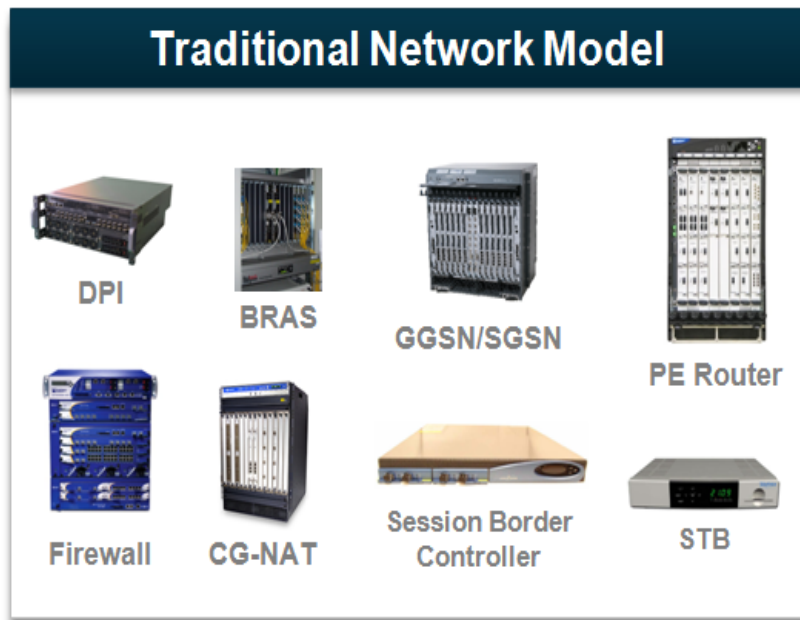 Traditional Network Model
DPI
BRAS
GGSN/SGSN
PE Router
Firewall
CG-NAT
Session Border
Controller
STB